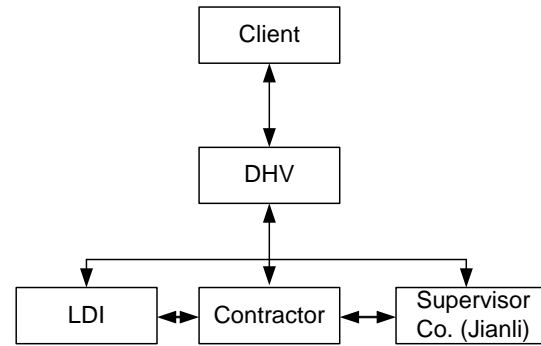 Client
DHV
LDI
Contractor
Supervisor
Co. (Jianli)